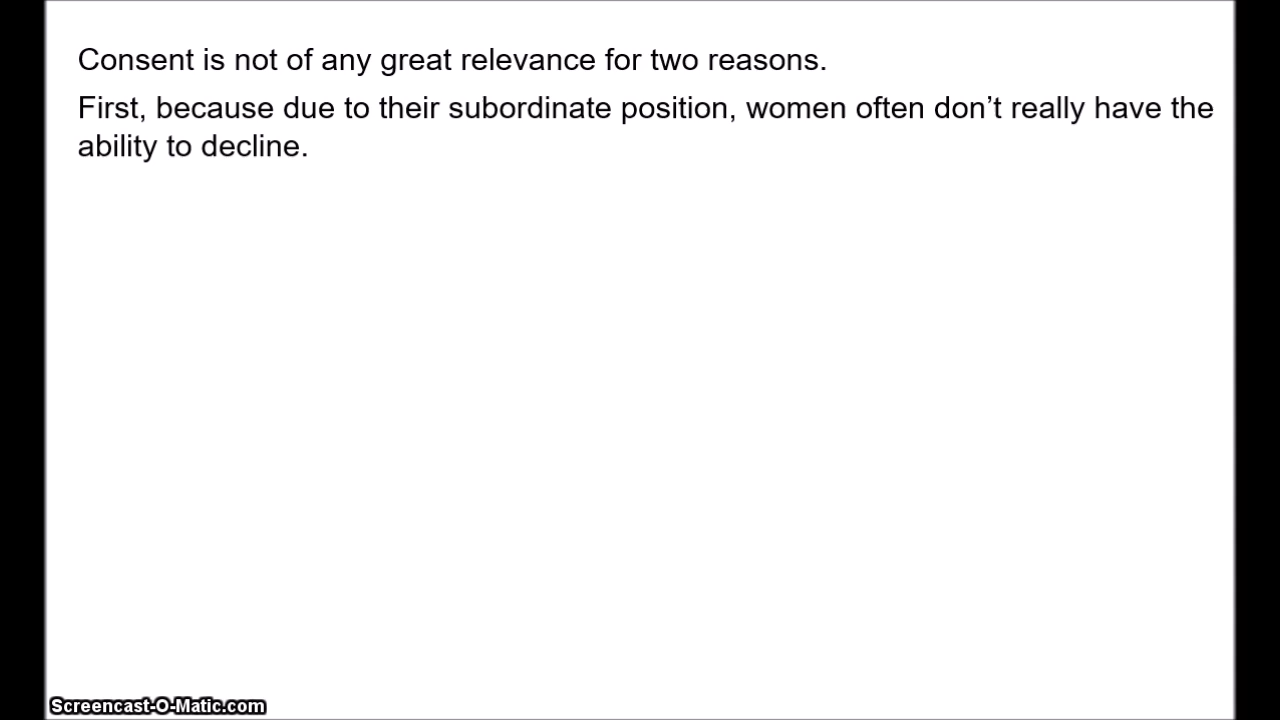 Consent is not of any great relevance for two reasons.
First, because due to their subordinate position, women often don’t really have the
ability to decline.
Screencast-O-Matic.com